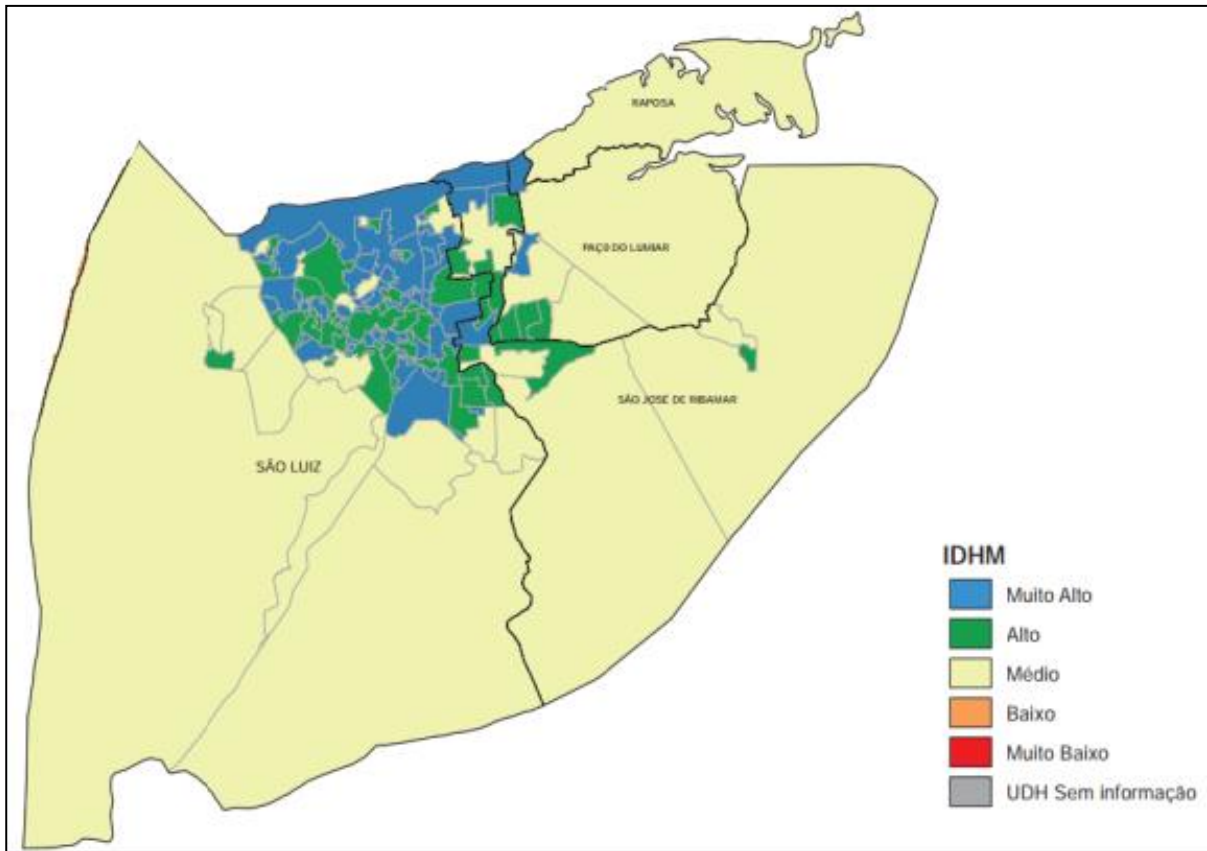 RAPOSA
PAÇO DO LUMIAR
SÃO JOSÉ DE RIBAMAR
SÃO LUIZ
IDHM
Muito Alto
Alto
Médio
Baixo
Muito Baixo
UDH Sem informação